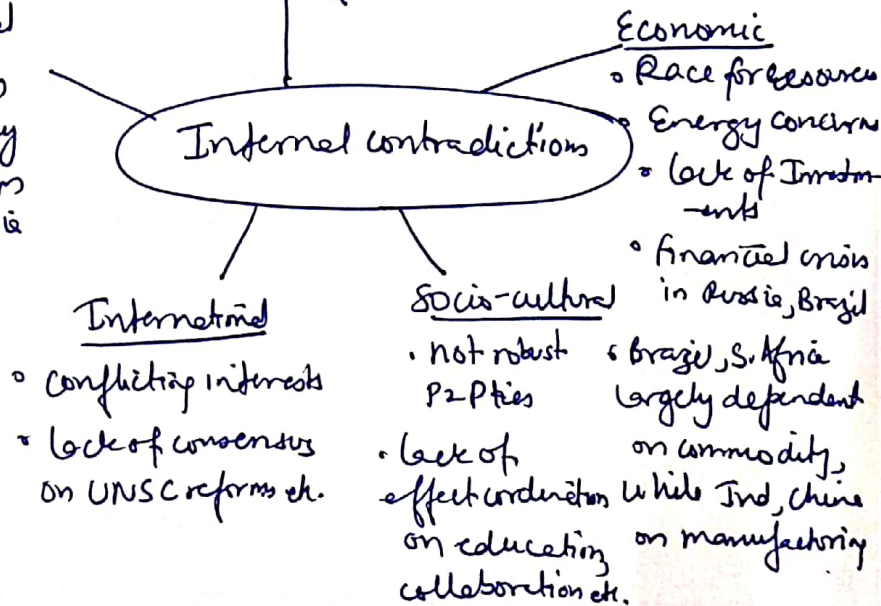 Internal contradictions
Economic
• Race for resources
• Energy concerns
• lack of Investm-
-ents
• financial crisis
in Russia, Brazil
• Brazil, S. Africa
largely dependent
on commodity,
while Ind, China
on manufacturing
Socio-cultural
• not robust
P2P ties
• lack of
effect cordination
on education,
collaboration etc.
International
• conflicting interests
• lack of consensus
on UNSC reforms etc.